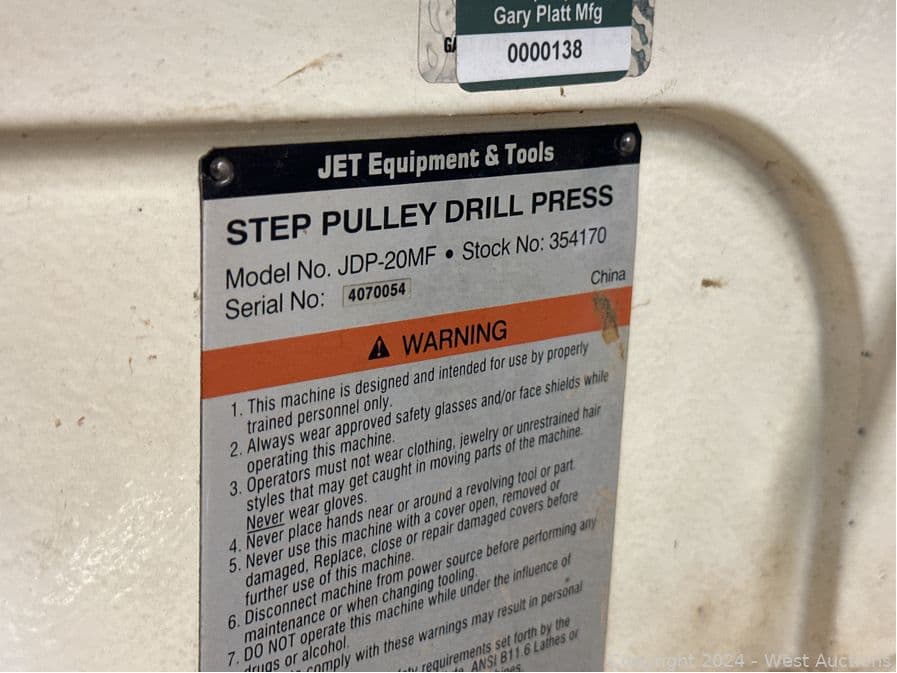 Gary Platt Mfg
GA
0000138
JET Equipment & Tools
STEP PULLEY DRILL PRESS
Model No. JDP-20MF • Stock No: 354170
Serial No: 4070054
China
WARNING
1. This machine is designed and intended for use by properly
trained personnel only.
2. Always wear approved safety glasses and/or face shields while
operating this machine.
3. Operators must not wear clothing, jewelry or unrestrained hair
styles that may get caught in moving parts of the machine.
Never wear gloves.
4. Never place hands near or around a revolving tool or part.
5. Never use this machine with a cover open, removed or
damaged. Replace, close or repair damaged covers before
further use of this machine.
6. Disconnect machine from power source before performing any
maintenance or when changing tooling.
7. DO NOT operate this machine while under the influence of
drugs or alcohol.
comply with these warnings may result in personal
requirements set forth by the
ANSI B11.6 Lathes or
Copyright 2024 - West Auctions